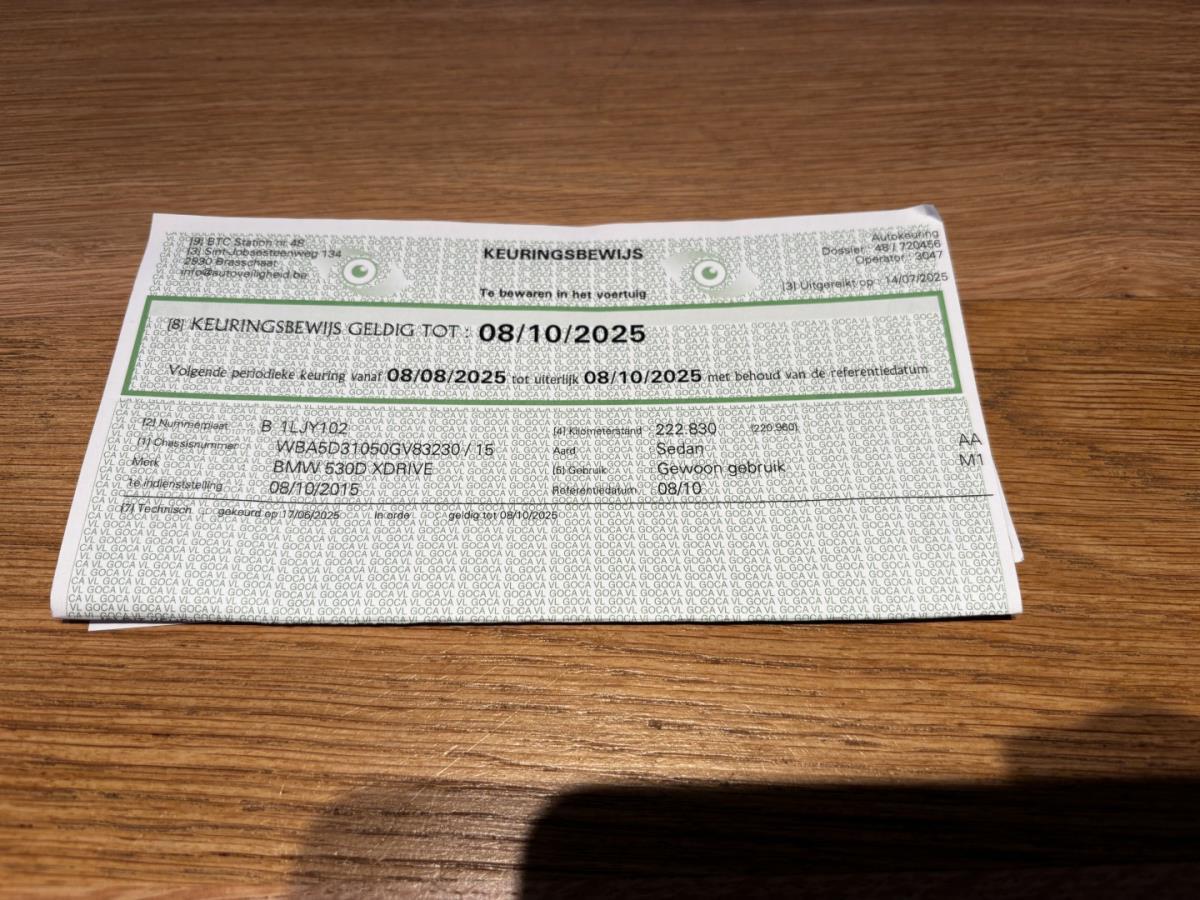 [9] BTC Station nr 48
[3] Sint-Jobsesteenweg 134
2930 Brasschaat
info@autoveiligheid.be
KEURINGSBEWIJS
Te bewaren in het voertuig
Autokeuring
Dossier : 48 / 720456
Operator : 3047
[3] Uitgereikt op : 14/07/2025
[8] KEURINGSBEWIJS GELDIG TOT : 08/10/2025
Volgende periodieke keuring vanaf 08/08/2025 tot uiterlijk 08/10/2025 met behoud van de referentiedatum
[2] Nummerplaat B 1LJY102 [4] Kilometerstand 222.830 (220.960)
[1] Chassisnummer WBA5D31050GV83230 / 15 Aard Sedan AA
Merk BMW 530D XDRIVE [5] Gebruik Gewoon gebruik M1
1e indienststelling 08/10/2015 Referentiedatum 08/10
[7] Technisch gekeurd op 17/06/2025 In orde geldig tot 08/10/2025